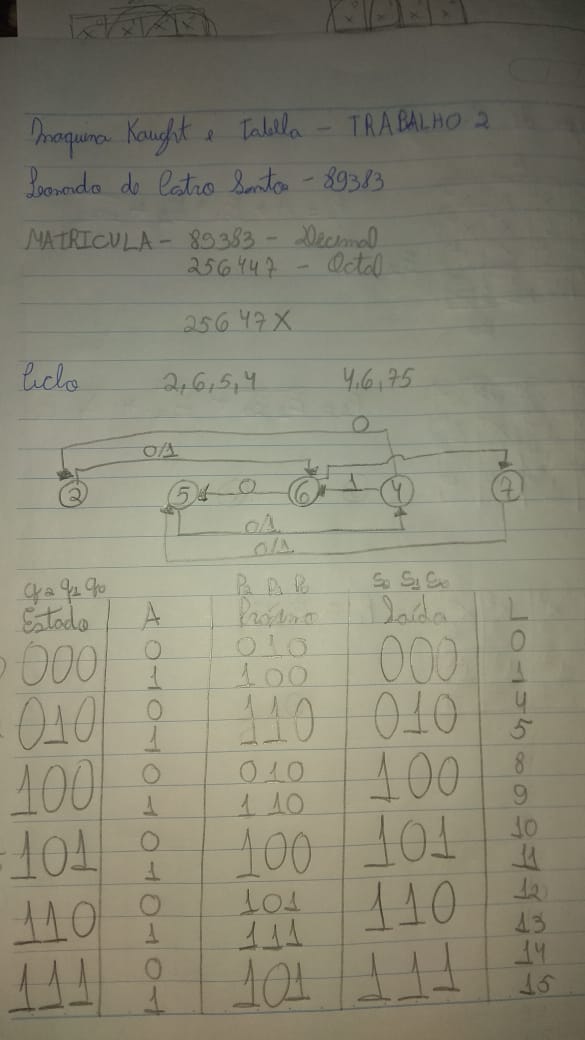 Maquina Kaught e Tabella - TRABALHO 2
Leonardo de Castro Santos - 89383
MATRICULA - 89383 - Decimal
256447 - Octal
25647X
Ciclo 2,6,5,4 4,6,75
0
0/1
2 5 0 6 1 4 7
0/1
0/1
q2 q1 q0 P2 P1 P0 S0 S1 S0
Estado A Próximo Saída L
000 0 010 000 0
1 100 1
010 0 110 010 4
1 5
100 0 010 100 8
1 110 9
101 0 100 101 10
1 11
110 0 101 110 12
1 111 13
111 0 101 111 14
1 15